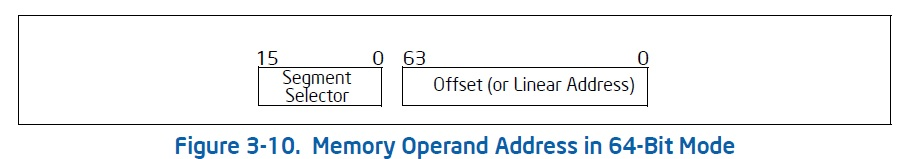 15 0 63 0
Segment
Selector
Offset (or Linear Address)
Figure 3-10. Memory Operand Address in 64-Bit Mode